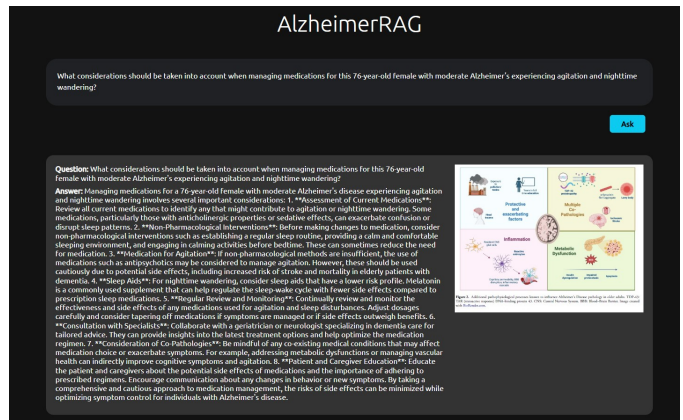 AlzheimerRAG
What considerations should be taken into account when managing medications for this 76-year-old female with moderate Alzheimer's experiencing agitation and nighttime
wandering?
Ask
Question: What considerations should be taken into account when managing medications for this 76-year-old
female with moderate Alzheimer's experiencing agitation and nighttime wandering?
Answer: Managing medications for a 76-year-old female with moderate Alzheimer's disease experiencing agitation
and nighttime wandering involves several important considerations: 1. **Assessment of Current Medications**:
Review all current medications to identify any that might contribute to agitation or nighttime wandering. Some
medications, particularly those with anticholinergic properties or sedative effects, can exacerbate confusion or
disrupt sleep patterns. 2. **Non-Pharmacological Interventions**: Before making changes to medication, consider
non-pharmacological interventions such as establishing a regular sleep routine, providing a calm and comfortable
sleeping environment, and engaging in calming activities before bedtime. These can sometimes reduce the need
for medication. 3. **Medication for Agitation**: If non-pharmacological methods are insufficient, the use of
medications such as antipsychotics may be considered to manage agitation. However, these should be used
cautiously due to potential side effects, including increased risk of stroke and mortality in elderly patients with
dementia. 4. **Sleep Aids**: For nighttime wandering, consider sleep aids that have a lower risk profile. Melatonin
is a commonly used supplement that can help regulate the sleep-wake cycle with fewer side effects compared to
prescription sleep medications. 5. **Regular Review and Monitoring**: Continually review and monitor the
effectiveness and side effects of any medications used for agitation and sleep disturbances. Adjust dosages
carefully and consider tapering off medications if symptoms are managed or if side effects outweigh benefits. 6.
**Consultation with Specialists**: Collaborate with a geriatrician or neurologist specializing in dementia care for
tailored advice. They can provide insights into the latest treatment options and help optimize the medication
regimen. 7. **Consideration of Co-Pathologies**: Be mindful of any co-existing medical conditions that may affect
medication choice or exacerbate symptoms. For example, addressing metabolic dysfunctions or managing vascular
health can indirectly improve cognitive symptoms and agitation. 8. **Patient and Caregiver Education**: Educate
the patient and caregivers about the potential side effects of medications and the importance of adhering to
prescribed regimens. Encourage communication about any changes in behavior or new symptoms. By taking a
comprehensive and cautious approach to medication management, the risks of side effects can be minimized while
optimizing symptom control for individuals with Alzheimer's disease.
Protective
and
exacerbating
factors
Multiple
Co-
Pathologies
Inflammation
Metabolic
Dysfunction